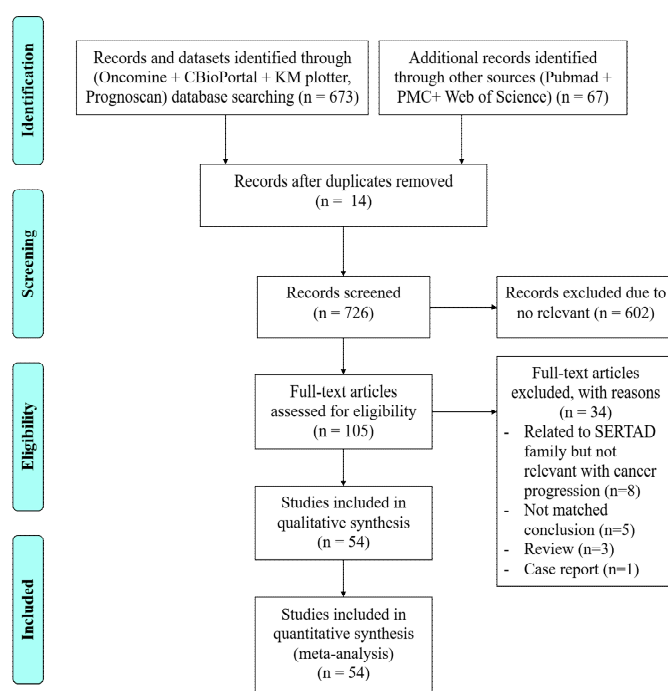 Identification
Records and datasets identified through
(Oncomine + CBioPortal + KM plotter,
Prognoscan) database searching (n = 673)
Additional records identified
through other sources (Pubmad +
PMC+ Web of Science) (n = 67)
Records after duplicates removed
(n = 14)
Screening
Records screened
(n = 726)
Records excluded due to
no relevant (n = 602)
Eligibility
Full-text articles
assessed for eligibility
(n = 105)
Full-text articles
excluded, with reasons
(n = 34)
- Related to SERTAD
family but not
relevant with cancer
progression (n=8)
- Not matched
conclusion (n=5)
- Review (n=3)
- Case report (n=1)
Studies included in
qualitative synthesis
(n = 54)
Included
Studies included in
quantitative synthesis
(meta-analysis)
(n = 54)